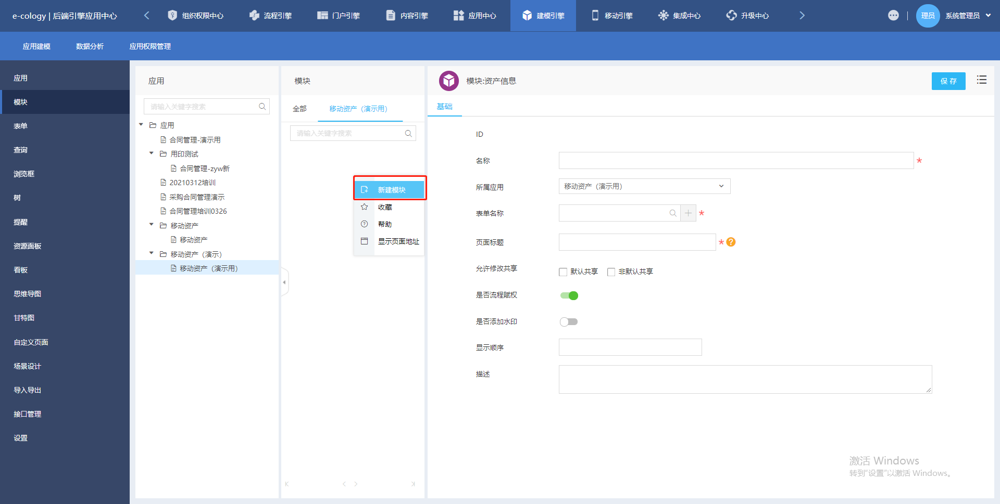 e-cology | 后端引擎应用中心
组织权限中心
流程引擎
门户引擎
内容引擎
应用中心
建模引擎
移动引擎
集成中心
升级中心
理员
系统管理员
应用建模
数据分析
应用权限管理
应用
模块
表单
查询
浏览框
树
提醒
资源面板
看板
思维导图
甘特图
自定义页面
场景设计
导入导出
接口管理
设置
应用
请输入关键字搜索
应用
合同管理-演示用
用印测试
合同管理-zyw新
20210312培训
采购合同管理演示
合同管理培训0326
移动资产
移动资产
移动资产（演示）
移动资产（演示用）
模块
全部
移动资产（演示用）
请输入关键字搜索
新建模块
收藏
帮助
显示页面地址
模块:资产信息
保 存
基础
ID
名称
*
所属应用
移动资产（演示用）
表单名称
*
页面标题
* ?
允许修改共享
默认共享
非默认共享
是否流程赋权
是否添加水印
显示顺序
描述
激活 Windows
转到"设置"以激活 Windows。